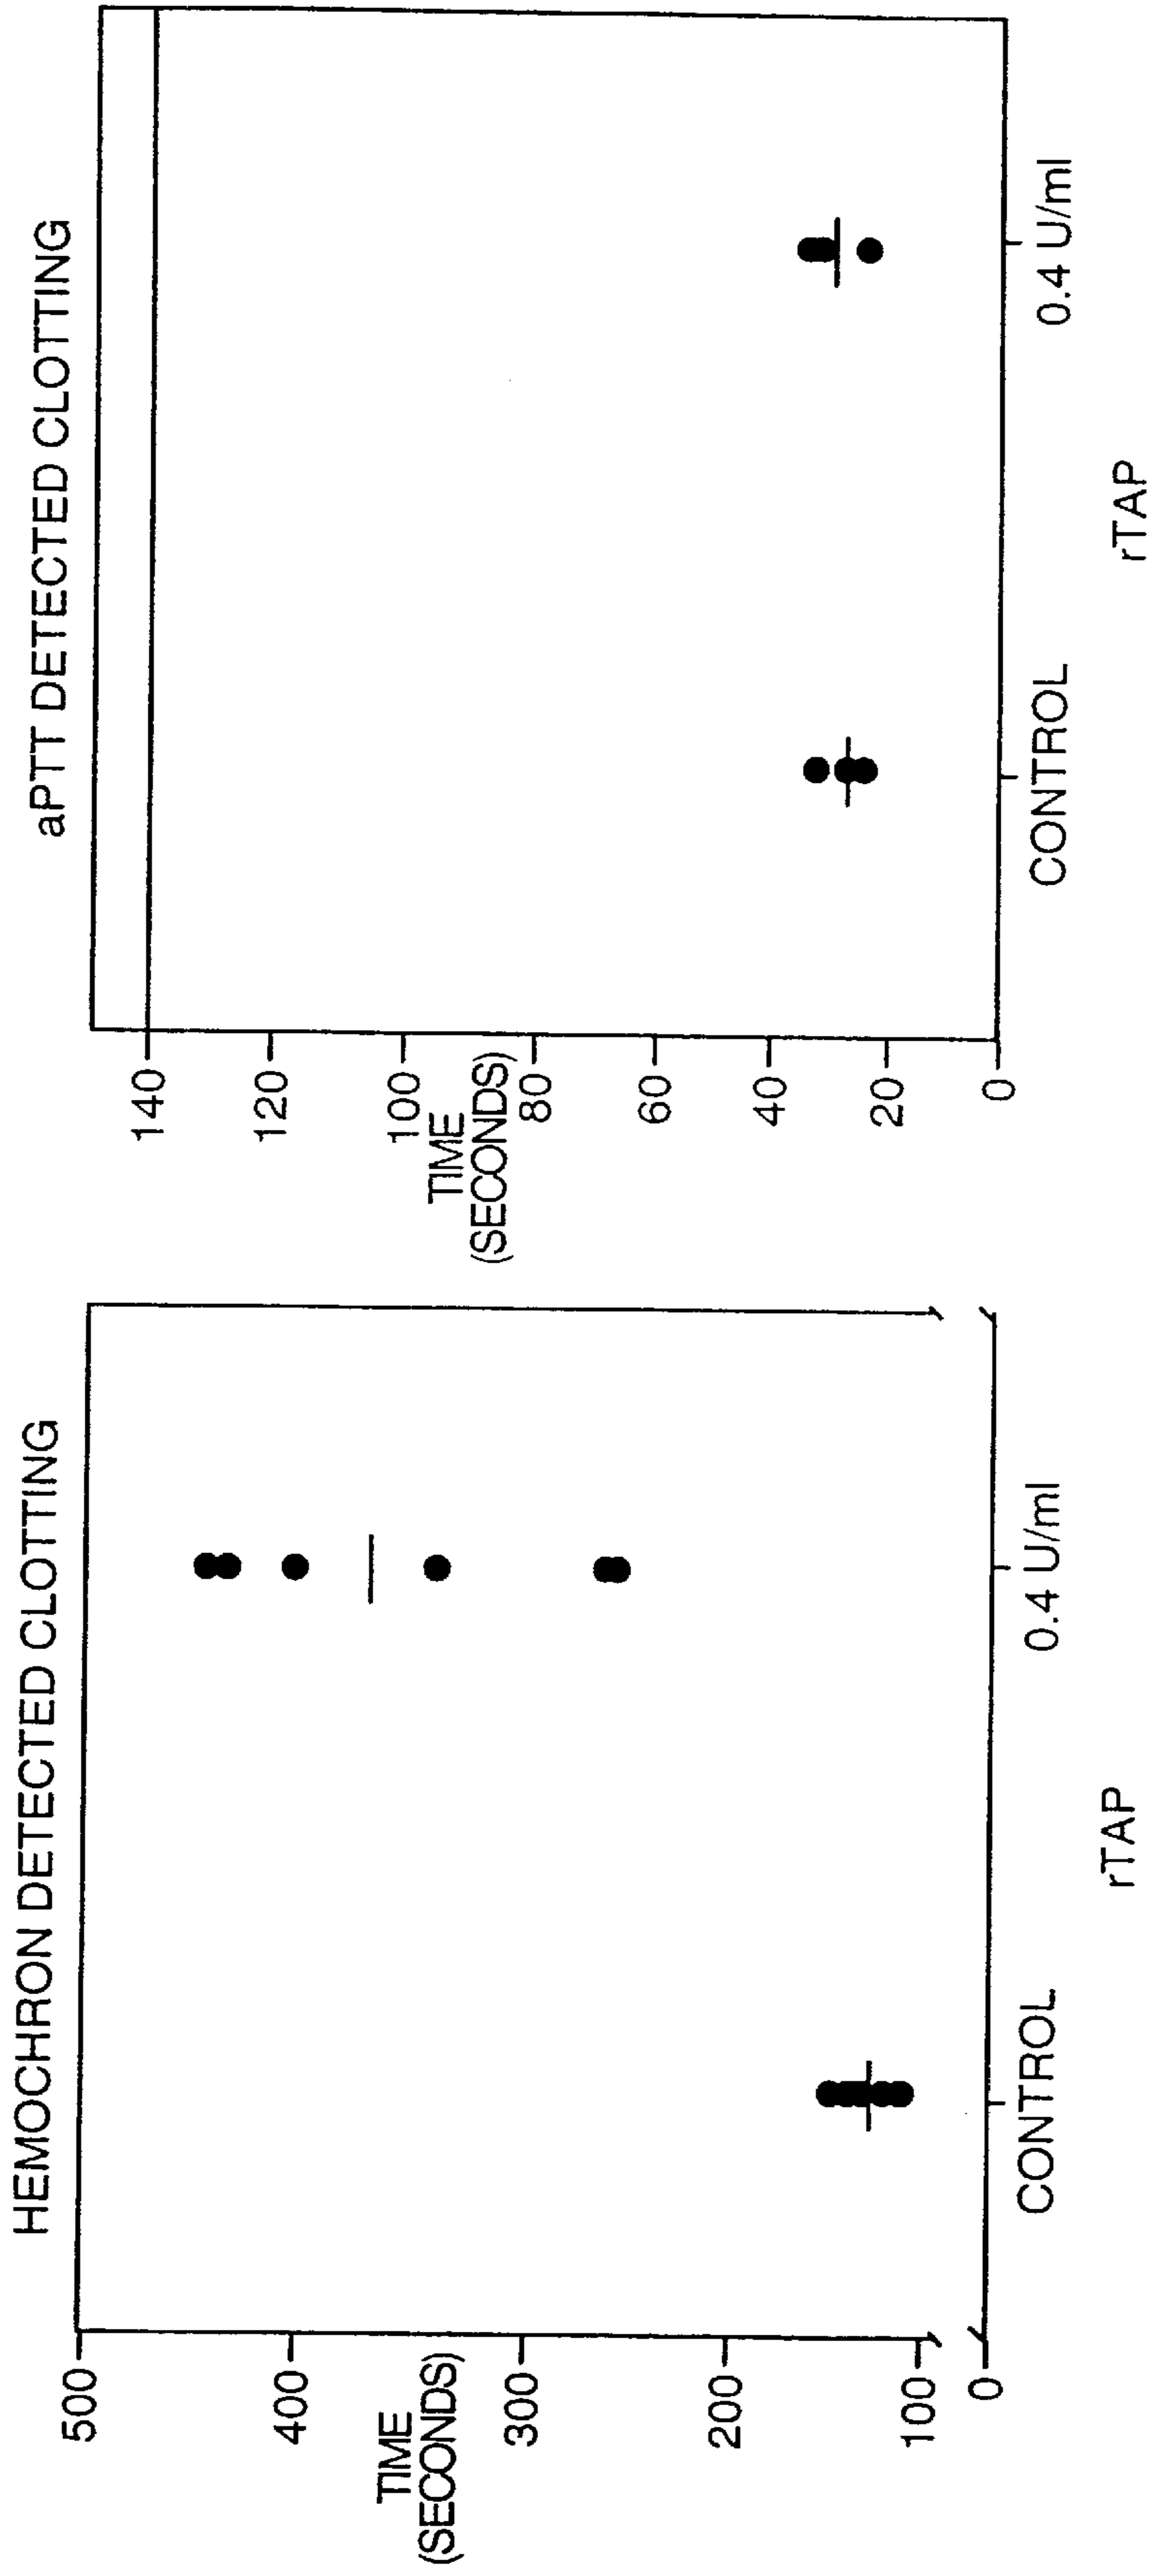 HEMOCHRON DETECTED CLOTTING
500
400
TIME
(SECONDS)
300
200
100
0
CONTROL
0.4 U/ml
rTAP
aPTT DETECTED CLOTTING
140
120
100
TIME
(SECONDS)
80
60
40
20
0
CONTROL
0.4 U/ml
rTAP